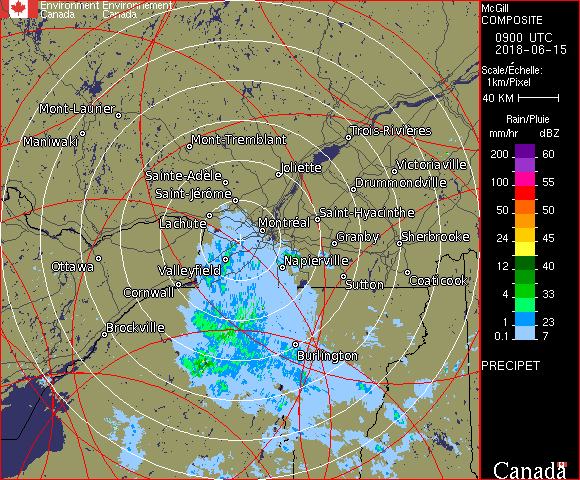 Environment Environnement
Canada Canada
McGill
COMPOSITE
0900 UTC
2018-06-15
Scale/Échelle:
1km/Pixel
40 KM
Rain/Pluie
mm/hr dBZ
200 60
155 65
100 55
50 50
24 45
12 40
4 33
1 23
0.1 7
PRECIPET
Canada
Mont-Laurier
Maniwaki
Mont-Tremblant
Trois-Rivières
Sainte-Adèle
Joliette
Victoriaville
Saint-Jérôme
Drummondville
Lachute
Montréal
Saint-Hyacinthe
Granby
Sherbrooke
Ottawa
Valleyfield
Napierville
Cornwall
Sutton
Coaticook
Brockville
Burlington